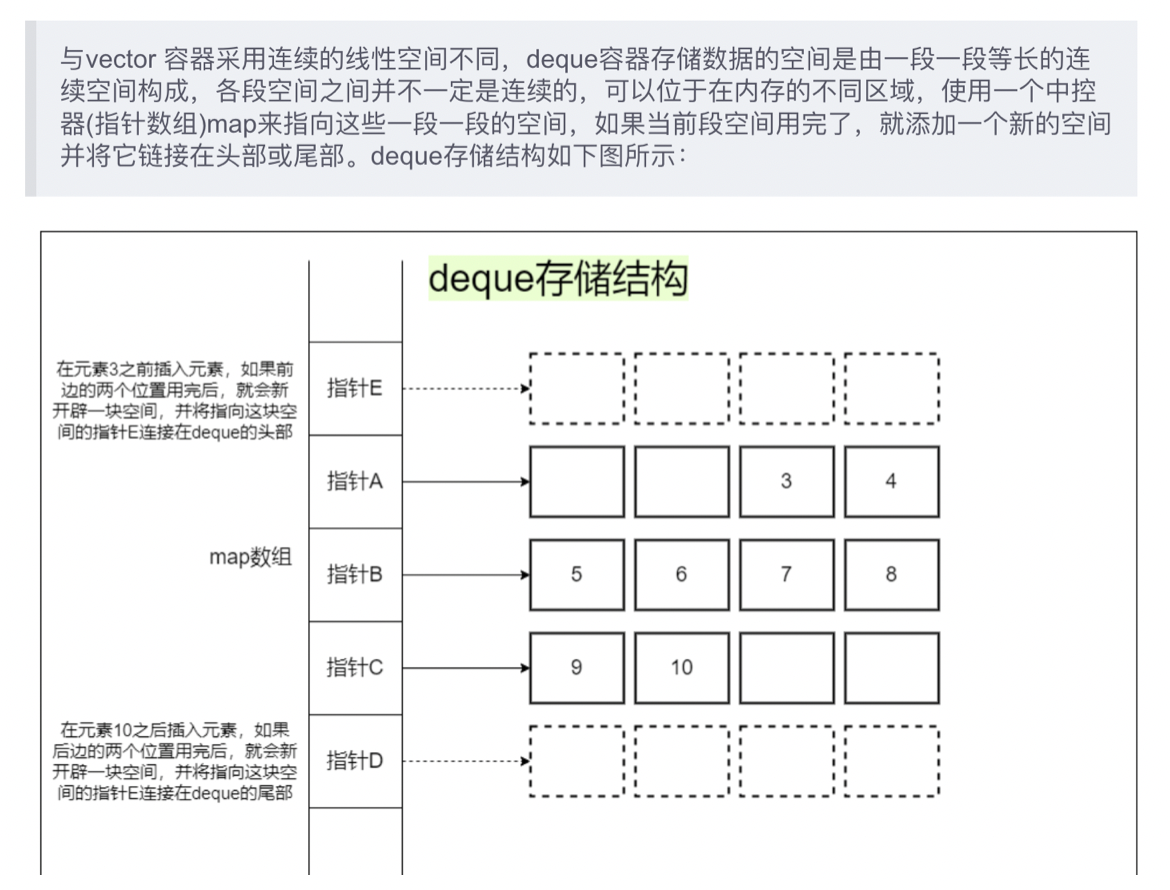 与vector 容器采用连续的线性空间不同，deque容器存储数据的空间是由一段一段等长的连
续空间构成，各段空间之间并不一定是连续的，可以位于在内存的不同区域，使用一个中控
器(指针数组)map来指向这些一段一段的空间，如果当前段空间用完了，就添加一个新的空间
并将它链接在头部或尾部。deque存储结构如下图所示：
deque存储结构
在元素3之前插入元素，如果前
边的两个位置用完后，就会新
开辟一块空间，并将指向这块空
间的指针E连接在deque的头部
指针E
指针A
3
4
map数组
指针B
5
6
7
8
指针C
9
10
在元素10之后插入元素，如果
后边的两个位置用完后，就会新
开辟一块空间，并将指向这块空
间的指针E连接在deque的尾部
指针D